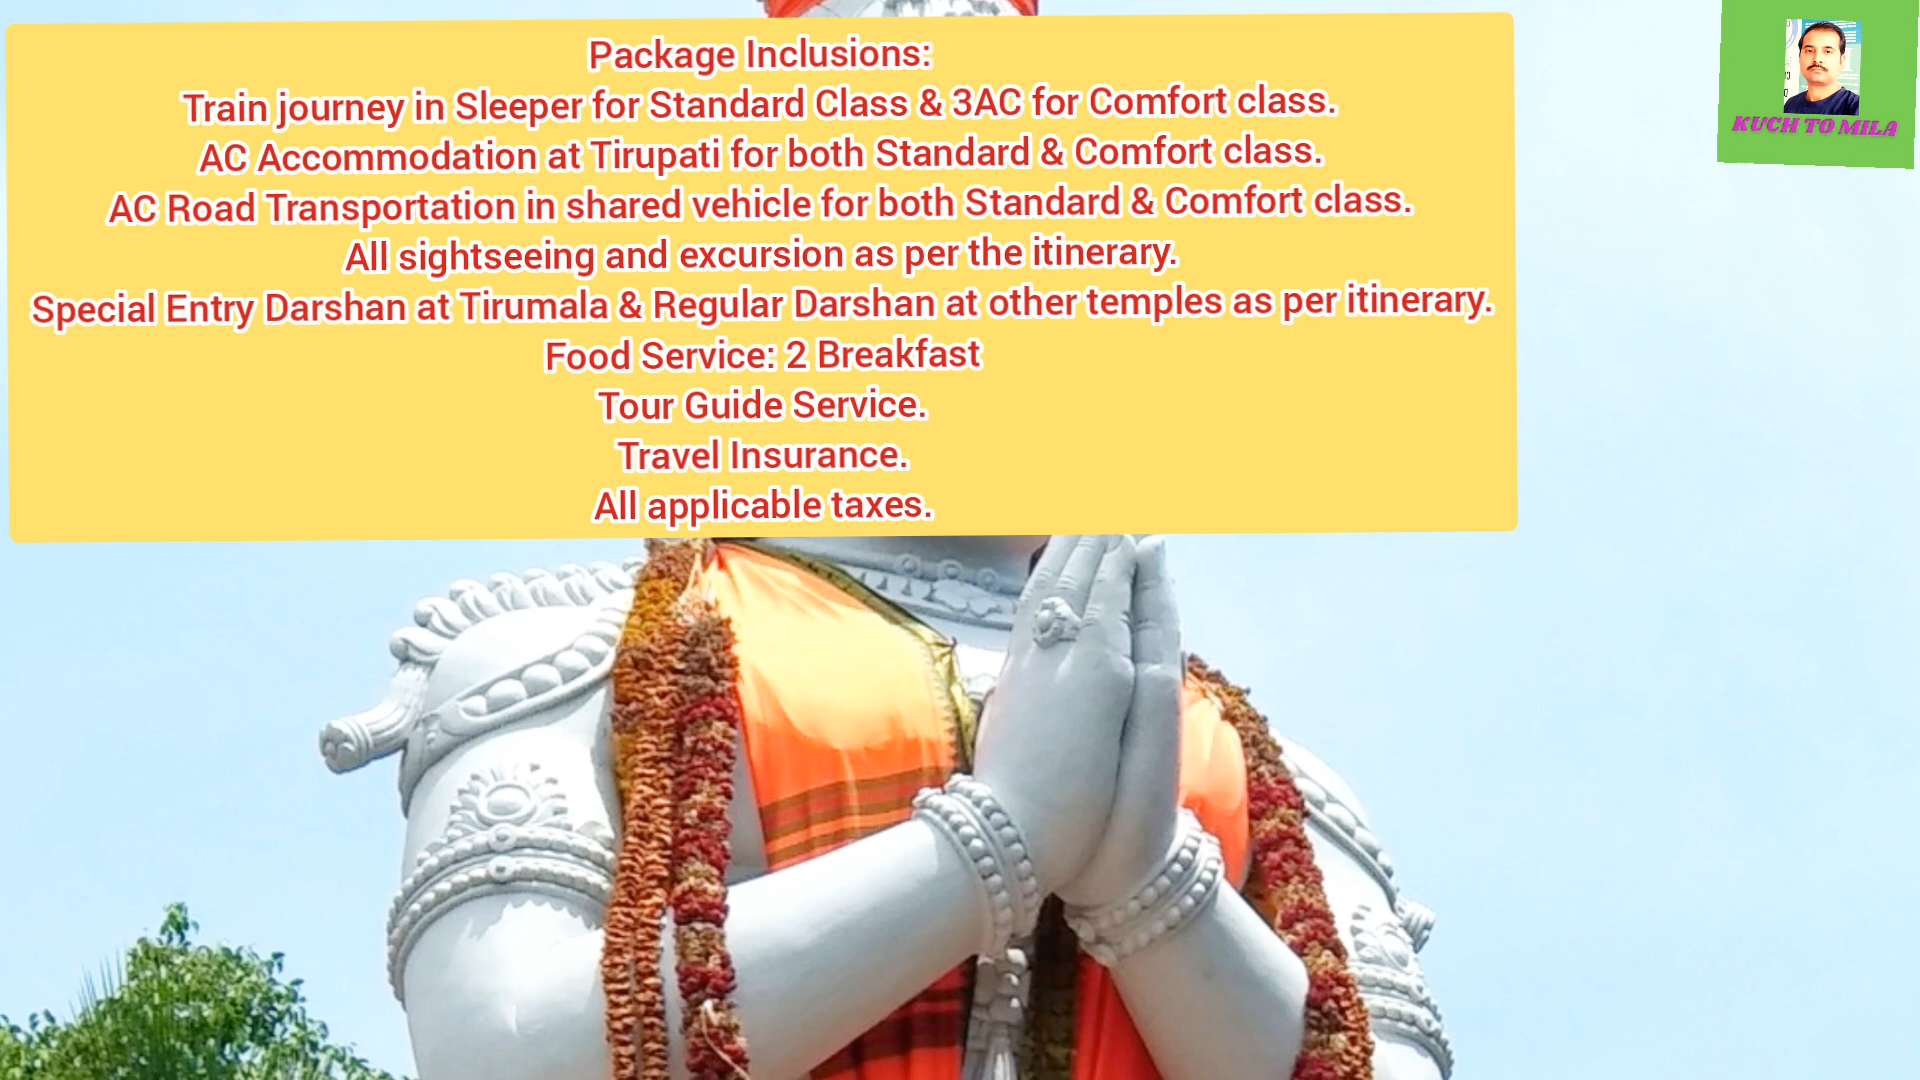 Package Inclusions:
Train journey in Sleeper for Standard Class & 3AC for Comfort class.
AC Accommodation at Tirupati for both Standard & Comfort class.
AC Road Transportation in shared vehicle for both Standard & Comfort class.
All sightseeing and excursion as per the itinerary.
Special Entry Darshan at Tirumala & Regular Darshan at other temples as per itinerary.
Food Service: 2 Breakfast
Tour Guide Service.
Travel Insurance.
All applicable taxes.
KUCH TO MILA